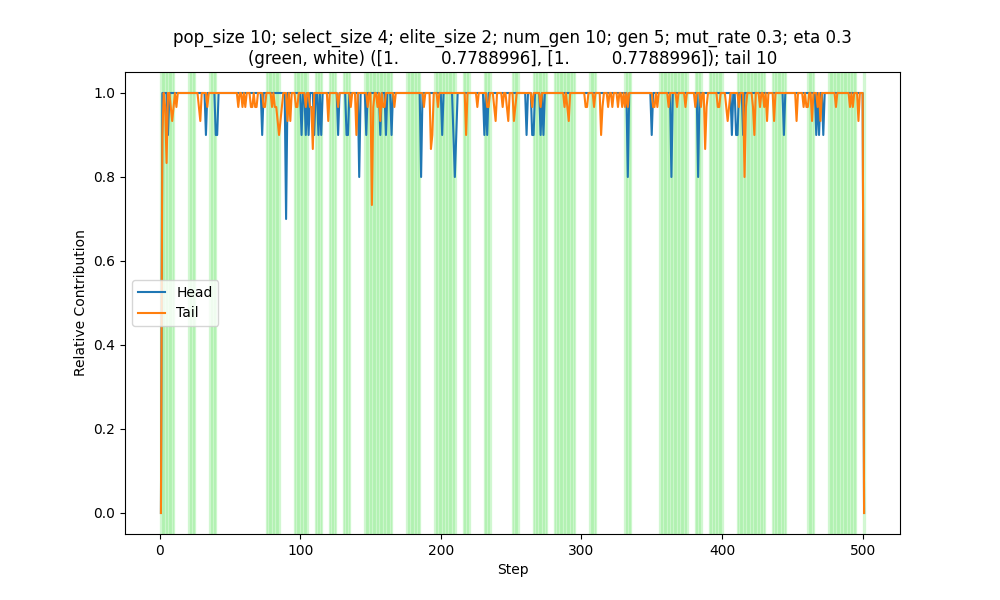 pop_size 10; select_size 4; elite_size 2; num_gen 10; gen 5; mut_rate 0.3; eta 0.3
(green, white) ([1.         0.7788996], [1.         0.7788996]); tail 10
1.0
0.8
0.6
0.4
0.2
0.0
Relative Contribution
Head
Tail
0 100 200 300 400 500
Step